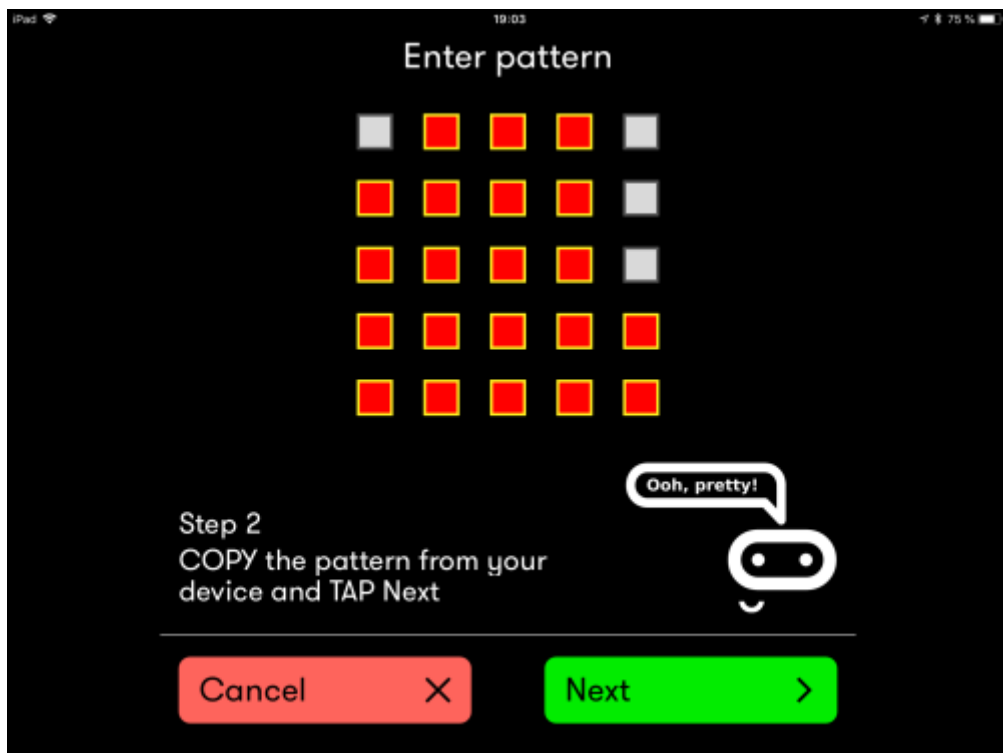 iPad 19:03 75 %
Enter pattern
Ooh, pretty!
Step 2
COPY the pattern from your
device and TAP Next
Cancel
Next